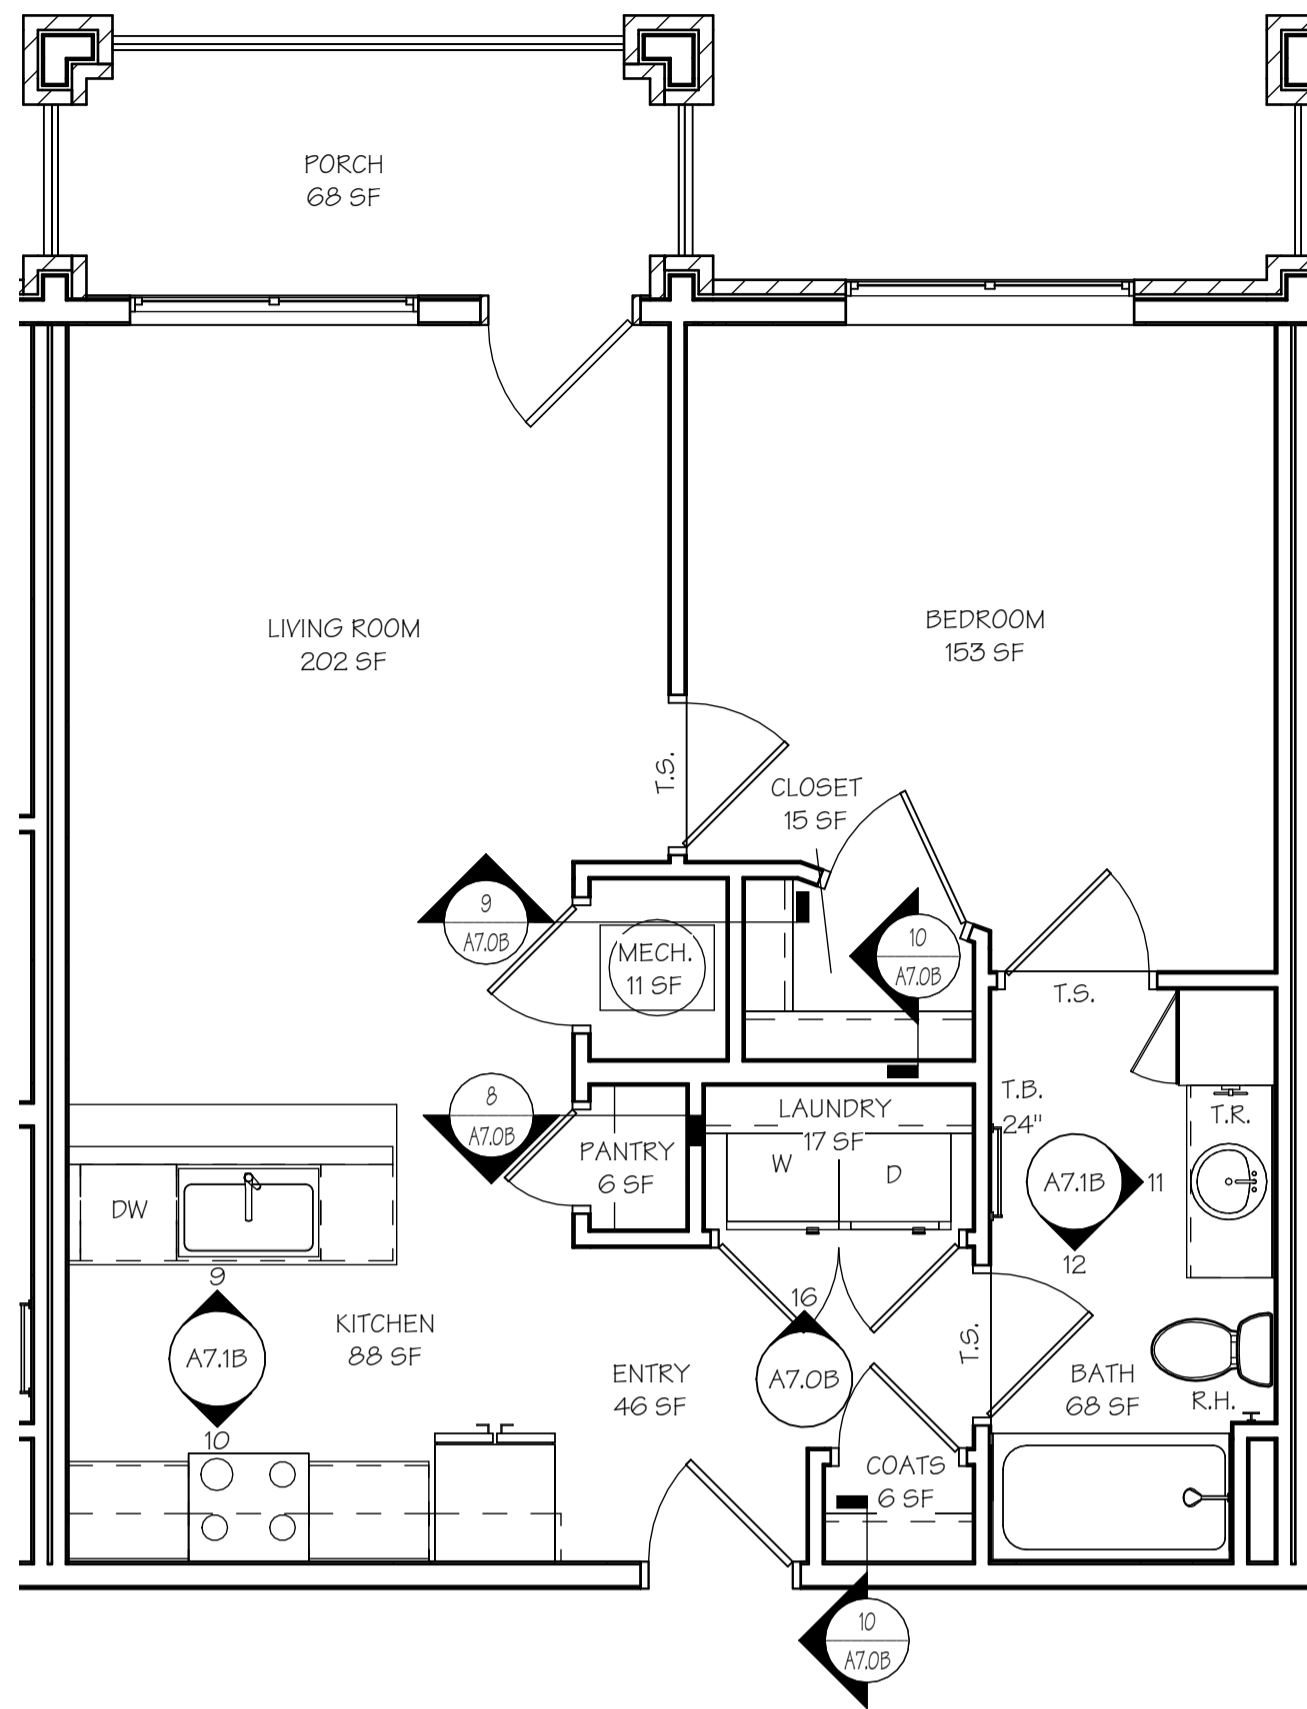 PORCH
68 SF
LIVING ROOM
202 SF
BEDROOM
153 SF
T.S.
CLOSET
15 SF
9
A7.0B
MECH.
11 SF
10
A7.0B
T.S.
8
A7.0B
PANTRY
6 SF
LAUNDRY
17 SF
W
D
T.B.
24"
T.R.
A7.1B
11
12
DW
9
A7.1B
10
KITCHEN
88 SF
ENTRY
46 SF
16
A7.0B
T.S.
BATH
68 SF
R.H.
COATS
6 SF
10
A7.0B